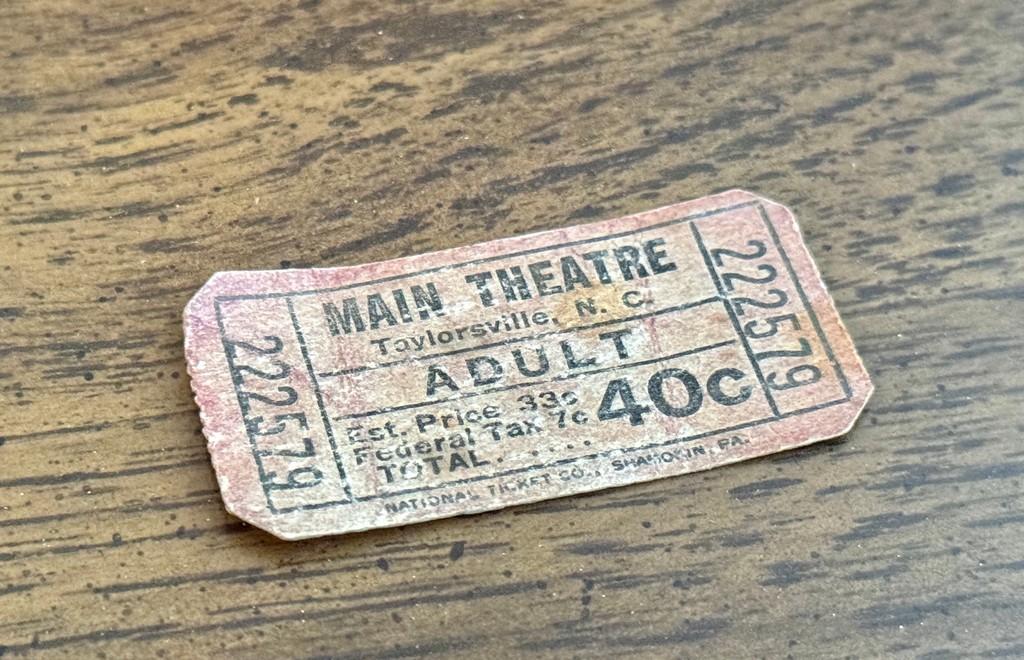 MAIN THEATRE
Taylorsville, N. C.
ADULT
Est. Price 33c
Federal Tax 7c
TOTAL . . . . . 40c
NATIONAL TICKET CO., SHAMOKIN, PA.
222579
222579